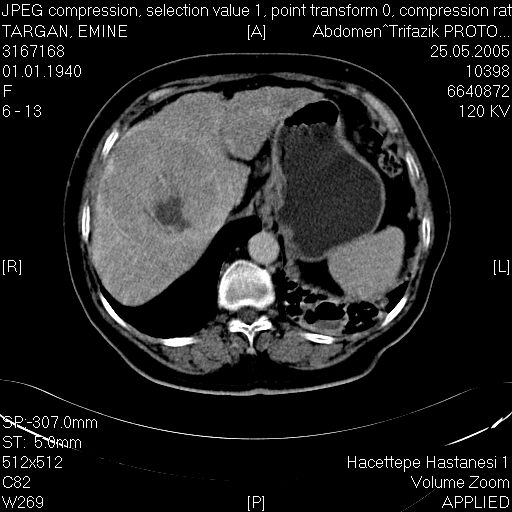 JPEG compression, selection value 1, point transform 0, compression rat
TARGAN, EMINE
[A]
Abdomen^Trifazik PROTO...
3167168
25.05.2005
01.01.1940
10398
F
6640872
6 - 13
120 KV
[R]
[L]
SP:-307.0mm
ST: 5.0mm
512x512
Hacettepe Hastanesi 1
C82
Volume Zoom
W269
[P]
APPLIED